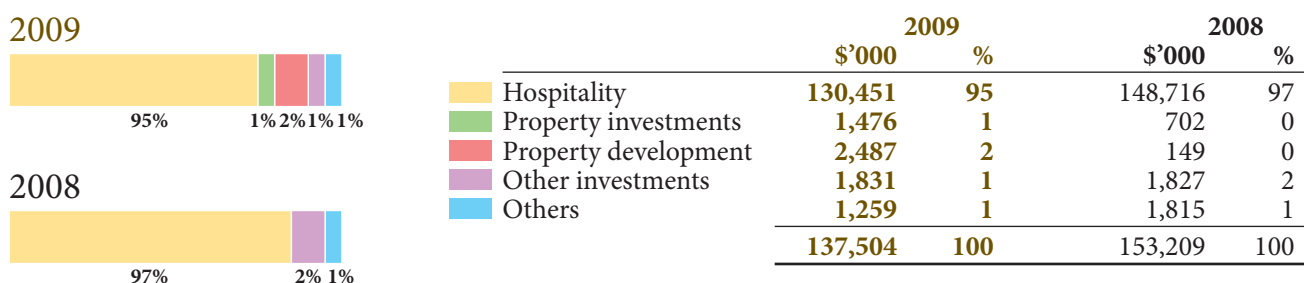 2009
95% 1% 2% 1% 1%
2008
97% 2% 1%
2009 2008
$’000 % $’000 %
Hospitality 130,451 95 148,716 97
Property investments 1,476 1 702 0
Property development 2,487 2 149 0
Other investments 1,831 1 1,827 2
Others 1,259 1 1,815 1
137,504 100 153,209 100